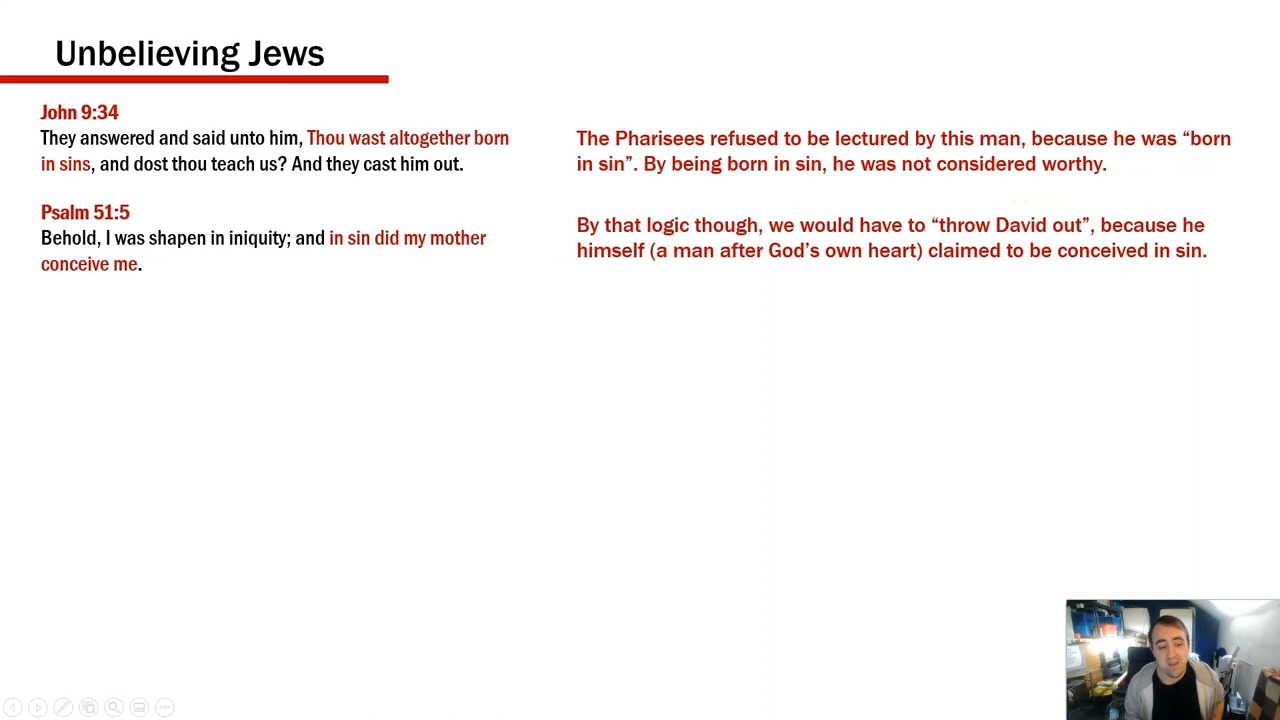 Unbelieving Jews
John 9:34
They answered and said unto him, Thou wast altogether born
in sins, and dost thou teach us? And they cast him out.
Psalm 51:5
Behold, I was shapen in iniquity; and in sin did my mother
conceive me.
The Pharisees refused to be lectured by this man, because he was “born
in sin”. By being born in sin, he was not considered worthy.
By that logic though, we would have to “throw David out”, because he
himself (a man after God’s own heart) claimed to be conceived in sin.